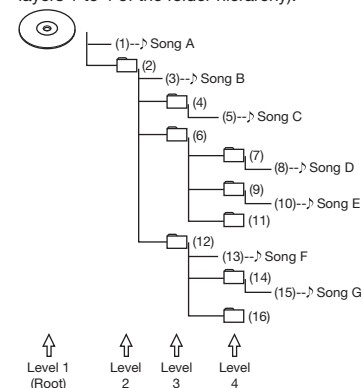 layers 1 to 4 of the folder hierarchy).
(1)--♪ Song A
(2)
(3)--♪ Song B
(4)
(5)--♪ Song C
(6)
(7)
(8)--♪ Song D
(9)
(10)--♪ Song E
(11)
(12)
(13)--♪ Song F
(14)
(15)--♪ Song G
(16)
Level 1 Level Level Level
(Root) 2 3 4